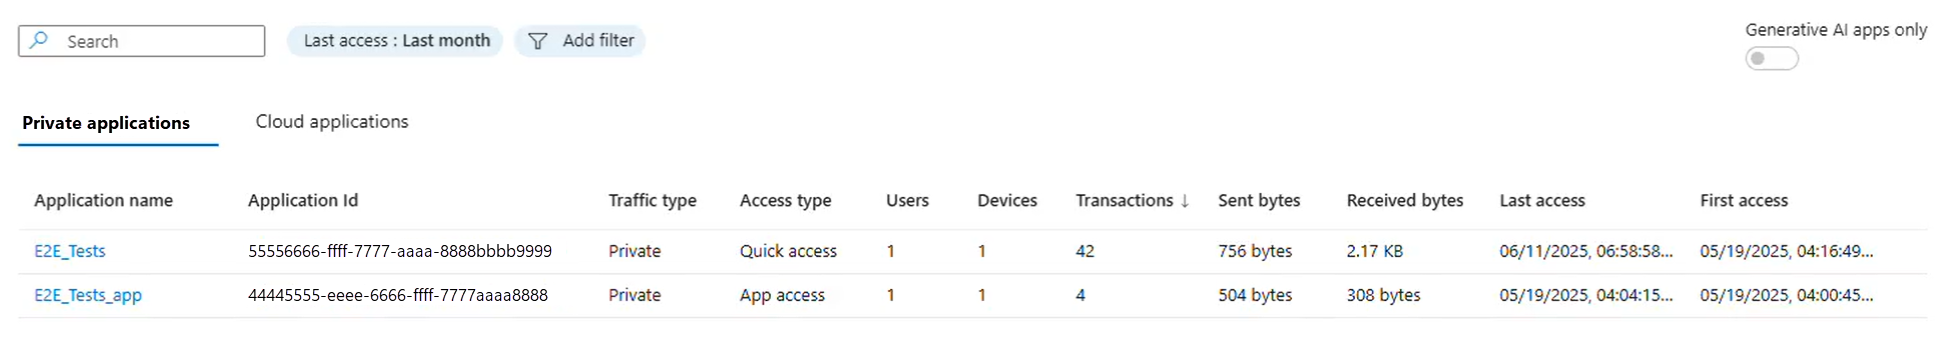 Search Last access : Last month Add filter Generative AI apps only
Private applications Cloud applications
Application name Application Id Traffic type Access type Users Devices Transactions ↓ Sent bytes Received bytes Last access First access
E2E_Tests 55556666-ffff-7777-aaaa-8888bbbb9999 Private Quick access 1 1 42 756 bytes 2.17 KB 06/11/2025, 06:58:58... 05/19/2025, 04:16:49...
E2E_Tests_app 44445555-eeee-6666-ffff-7777aaaa8888 Private App access 1 1 4 504 bytes 308 bytes 05/19/2025, 04:04:15... 05/19/2025, 04:00:45...